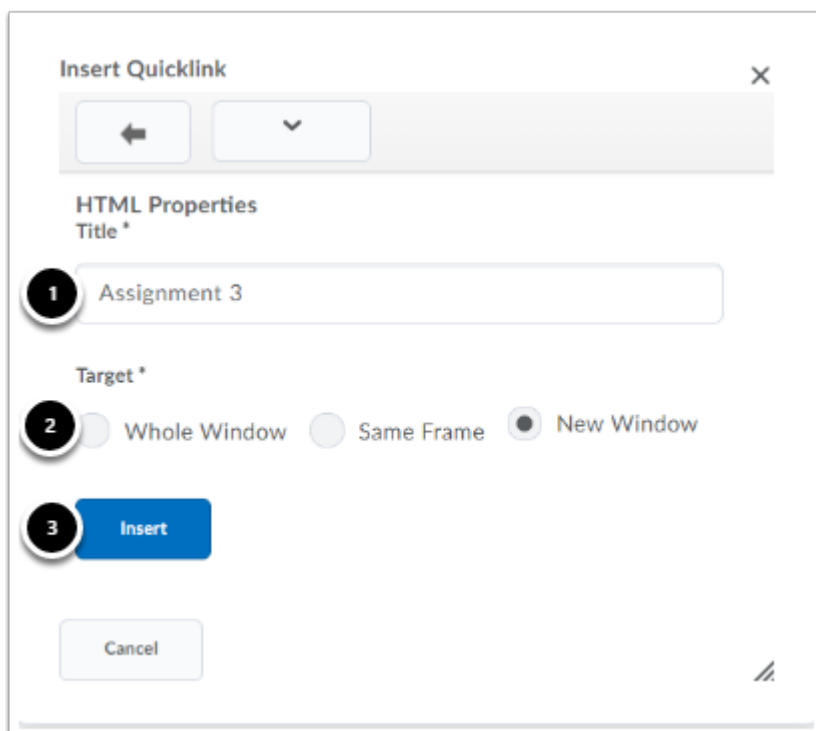 Insert Quicklink
HTML Properties
Title *
1 Assignment 3
Target *
2 Whole Window Same Frame New Window
3 Insert
Cancel